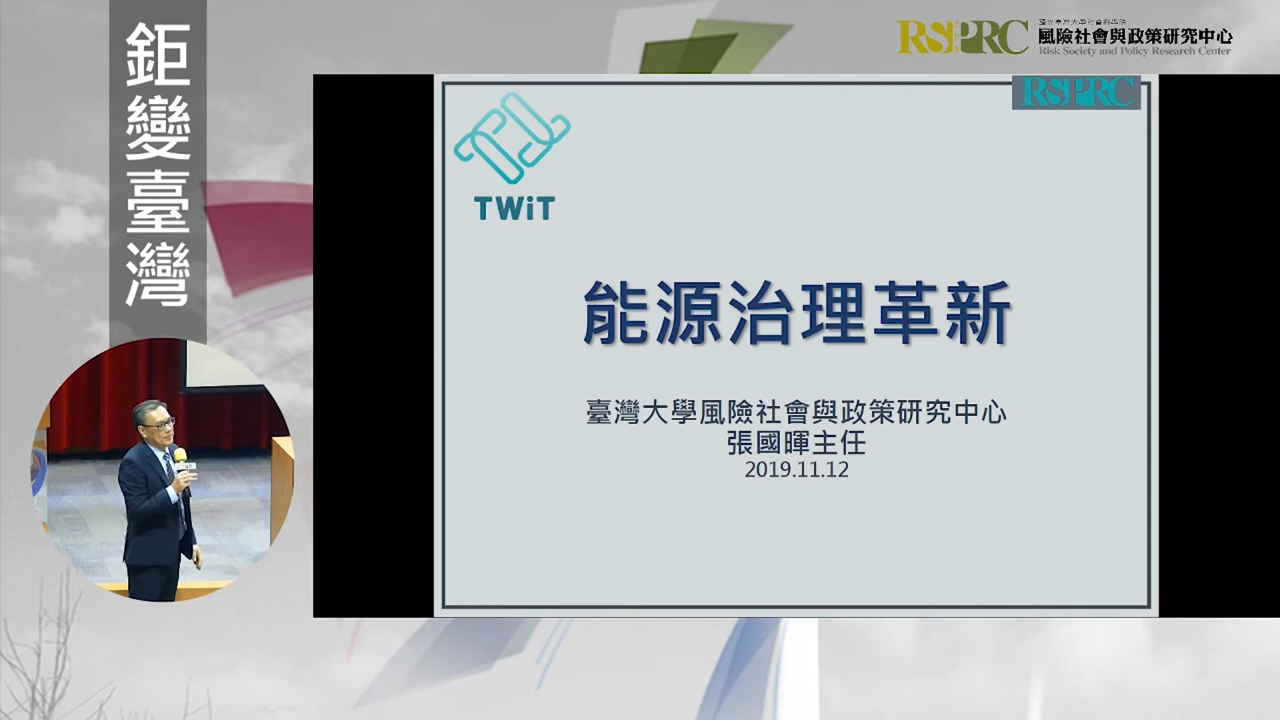 鉅變臺灣
RSPRC
國立臺灣大學社會科學院
風險社會與政策研究中心
Risk Society and Policy Research Center
RSPRC
TWiT
能源治理革新
臺灣大學風險社會與政策研究中心
張國暉主任
2019.11.12